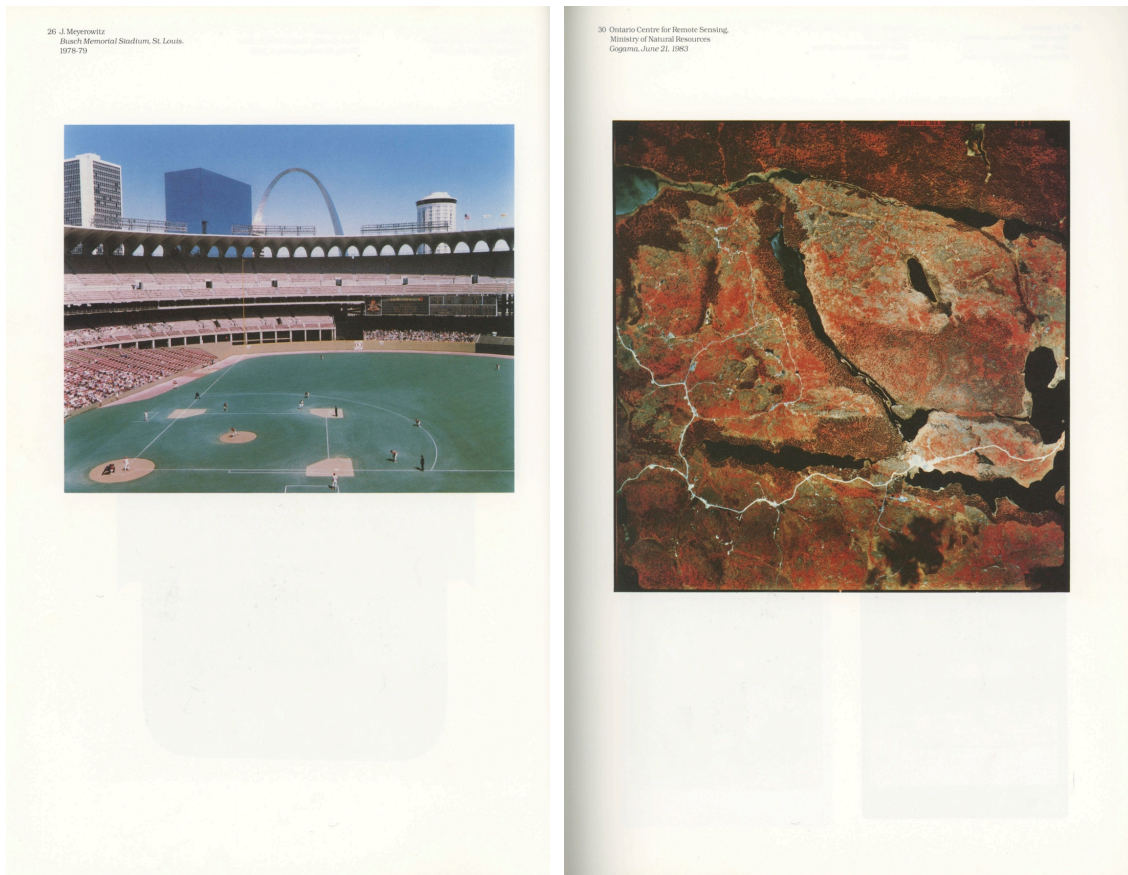 26 J. Meyerowitz
Busch Memorial Stadium, St. Louis.
1978-79
30 Ontario Centre for Remote Sensing,
Ministry of Natural Resources
Gogama, June 21, 1983